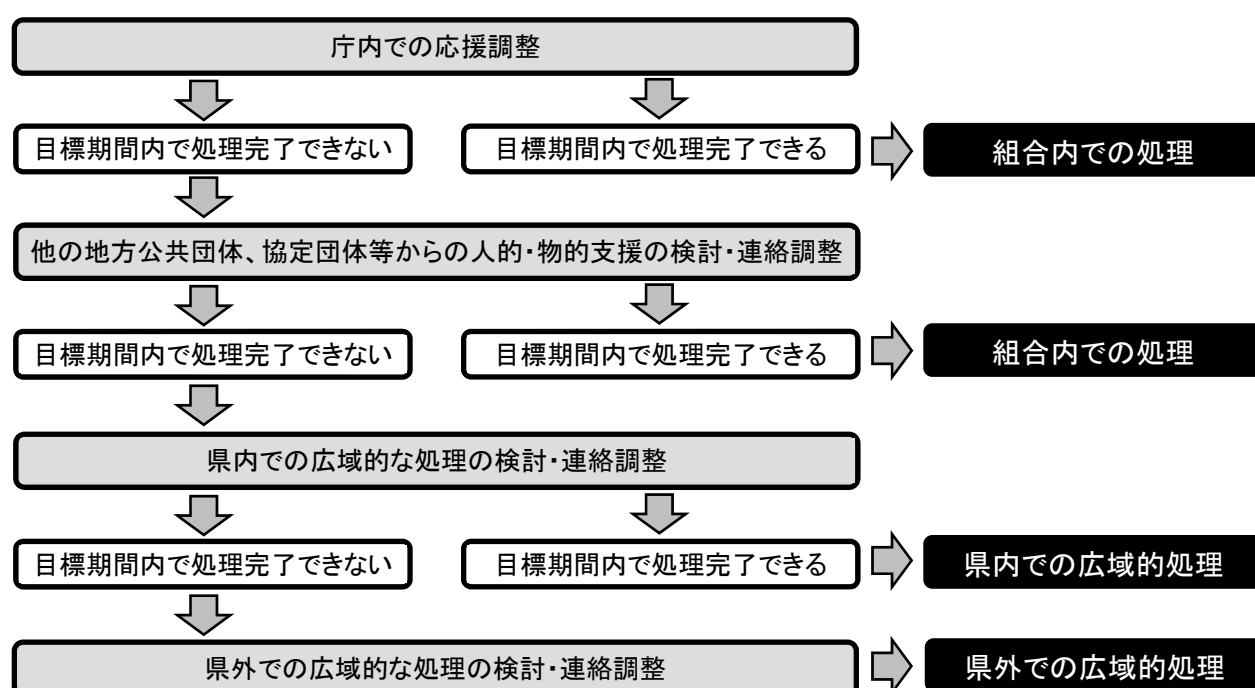 庁内での応援調整
目標期間内で処理完了できない
目標期間内で処理完了できる
組合内での処理
他の地方公共団体、協定団体等からの人的・物的支援の検討・連絡調整
目標期間内で処理完了できない
目標期間内で処理完了できる
組合内での処理
県内での広域的な処理の検討・連絡調整
目標期間内で処理完了できない
目標期間内で処理完了できる
県内での広域的処理
県外での広域的な処理の検討・連絡調整
県外での広域的処理